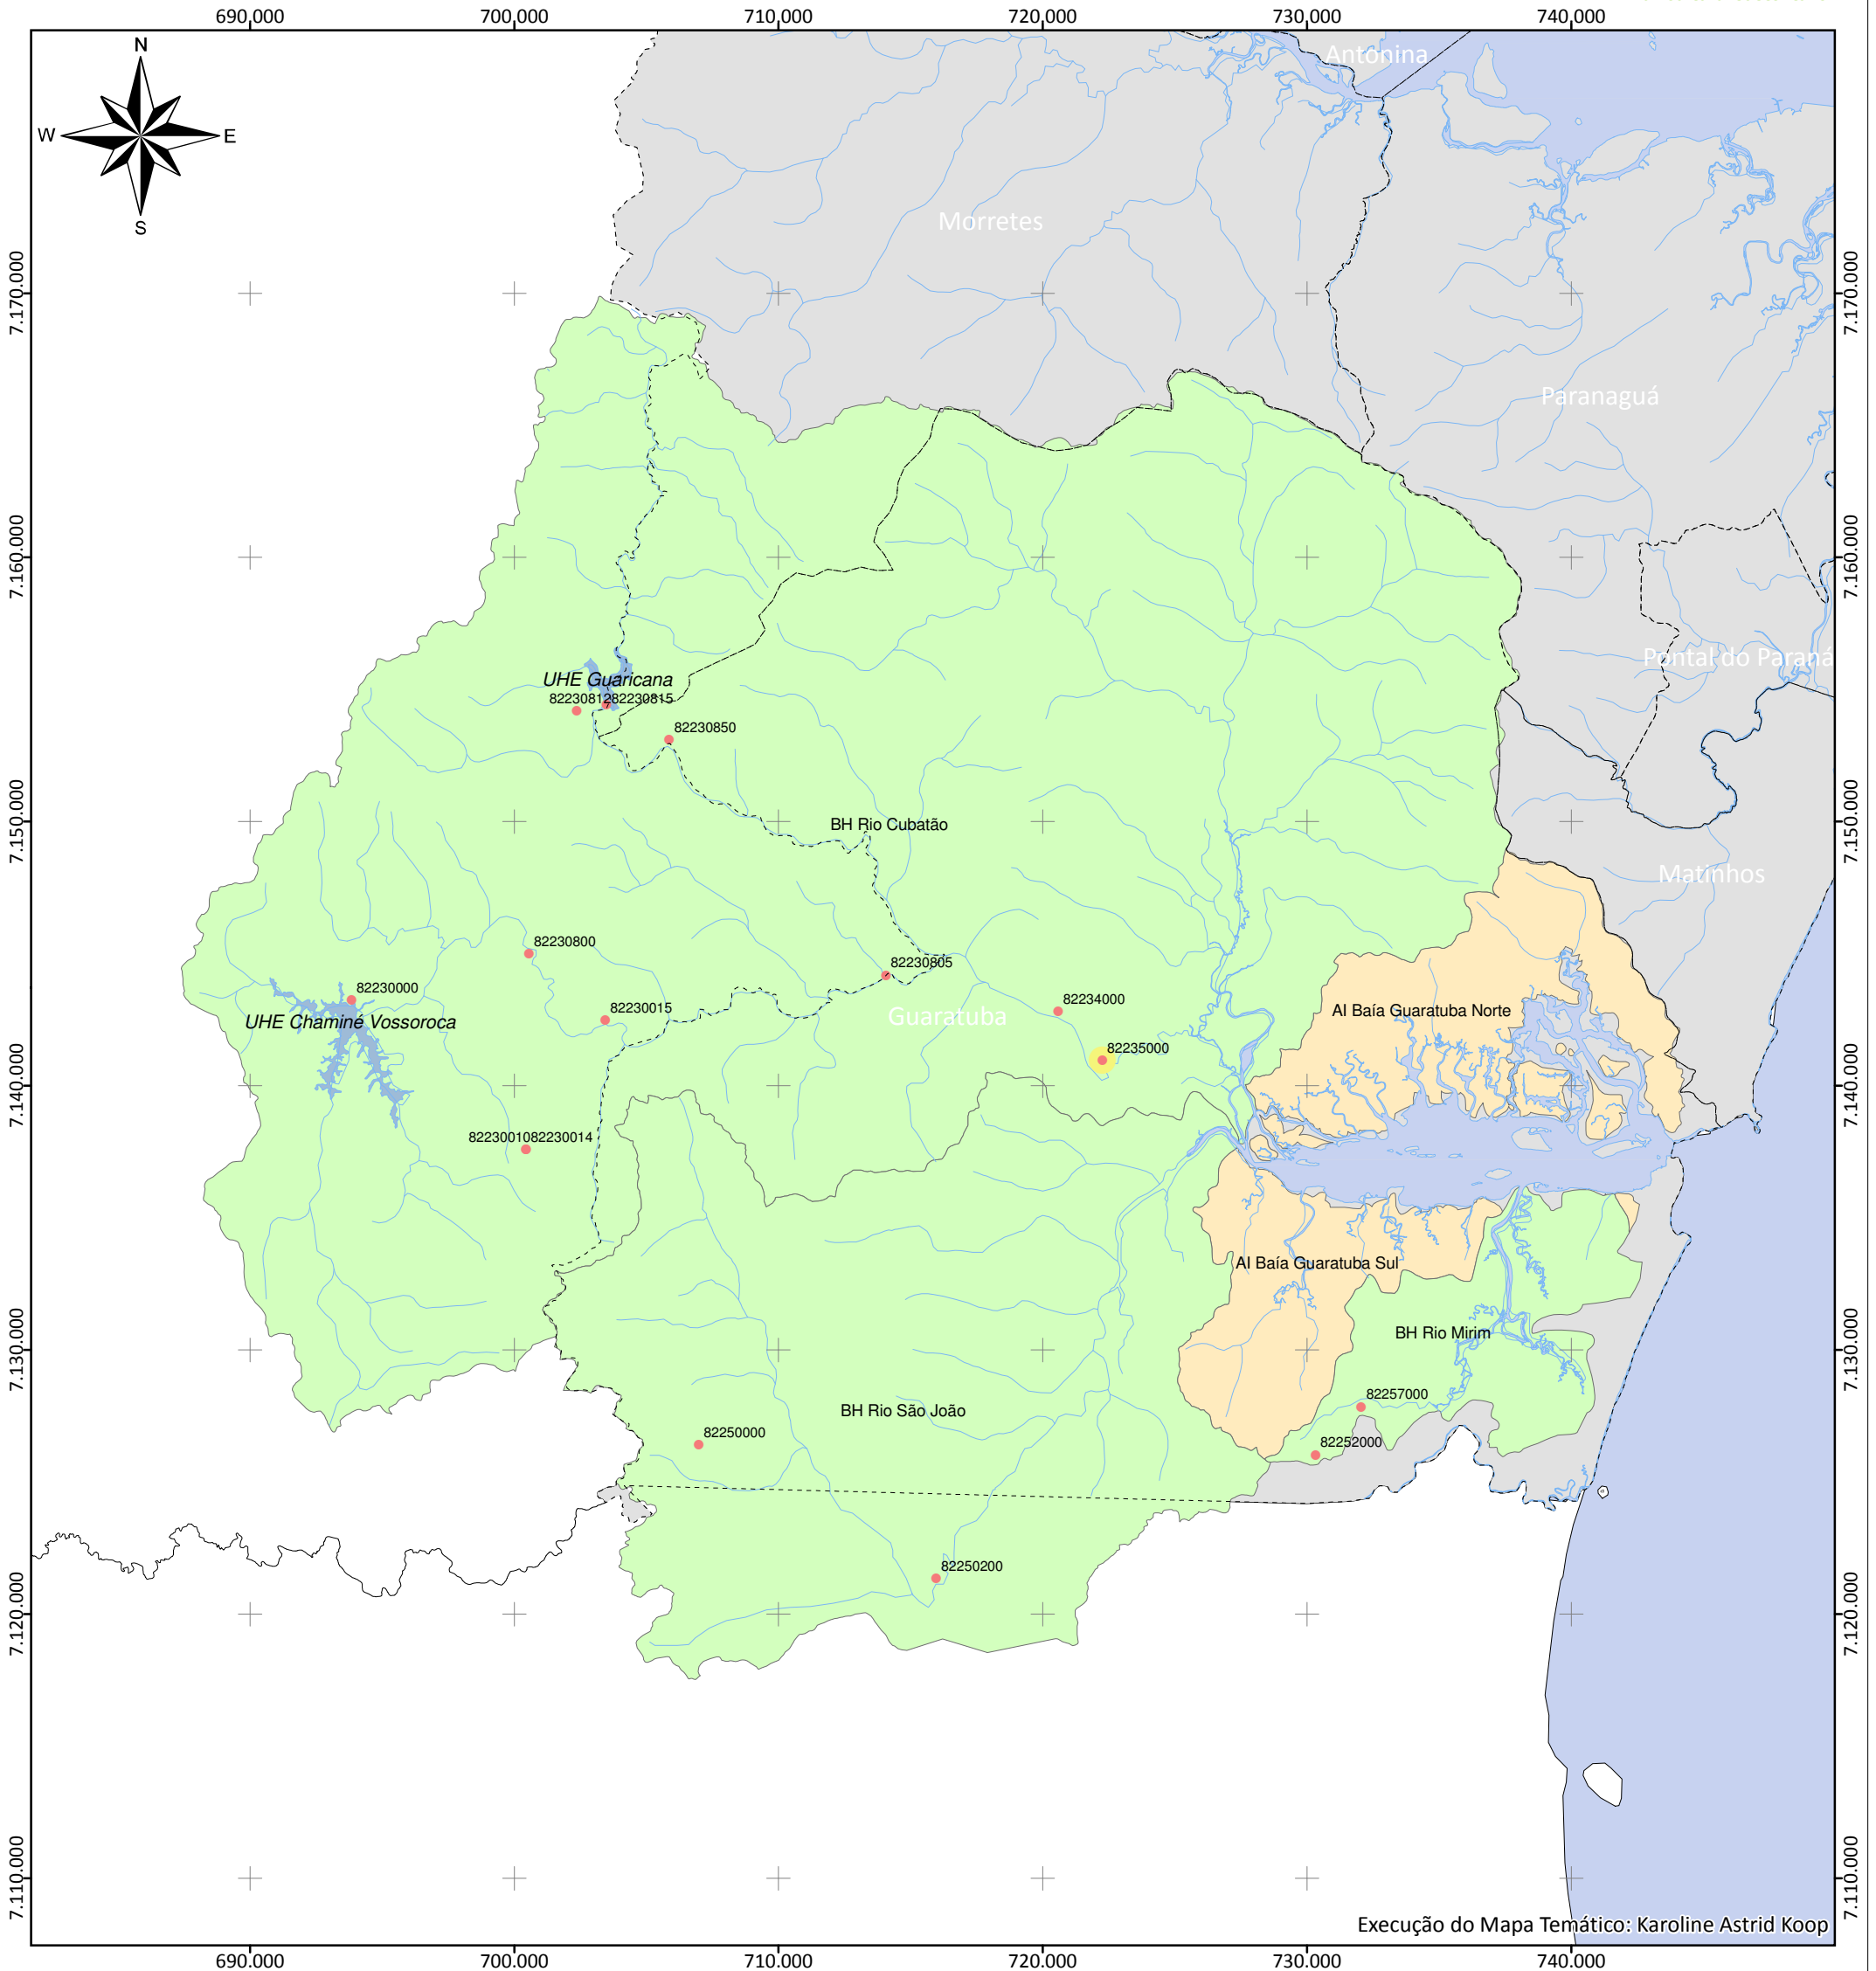 690.000 700.000 710.000 720.000 730.000 740.000
N
W E
S
Antonina
Morretes
7.170.000 7.170.000
Paranaguá
7.160.000 7.160.000
Pontal do Paraná
UHE Guaricana
82230812 82230815
82230850
7.150.000 7.150.000
BH Rio Cubatão
Matinhos
82230800
82230805
82230000
82234000
82230015
UHE Chaminé Vossoroca
Guaratuba
AI Baía Guaratuba Norte
82235000
7.140.000 7.140.000
82230010 82230014
AI Baía Guaratuba Sul
BH Rio Mirim
7.130.000 7.130.000
82257000
BH Rio São João
82250000
82252000
82250200
7.120.000 7.120.000
7.110.000 7.110.000
Execução do Mapa Temático: Karoline Astrid Koop
690.000 700.000 710.000 720.000 730.000 740.000